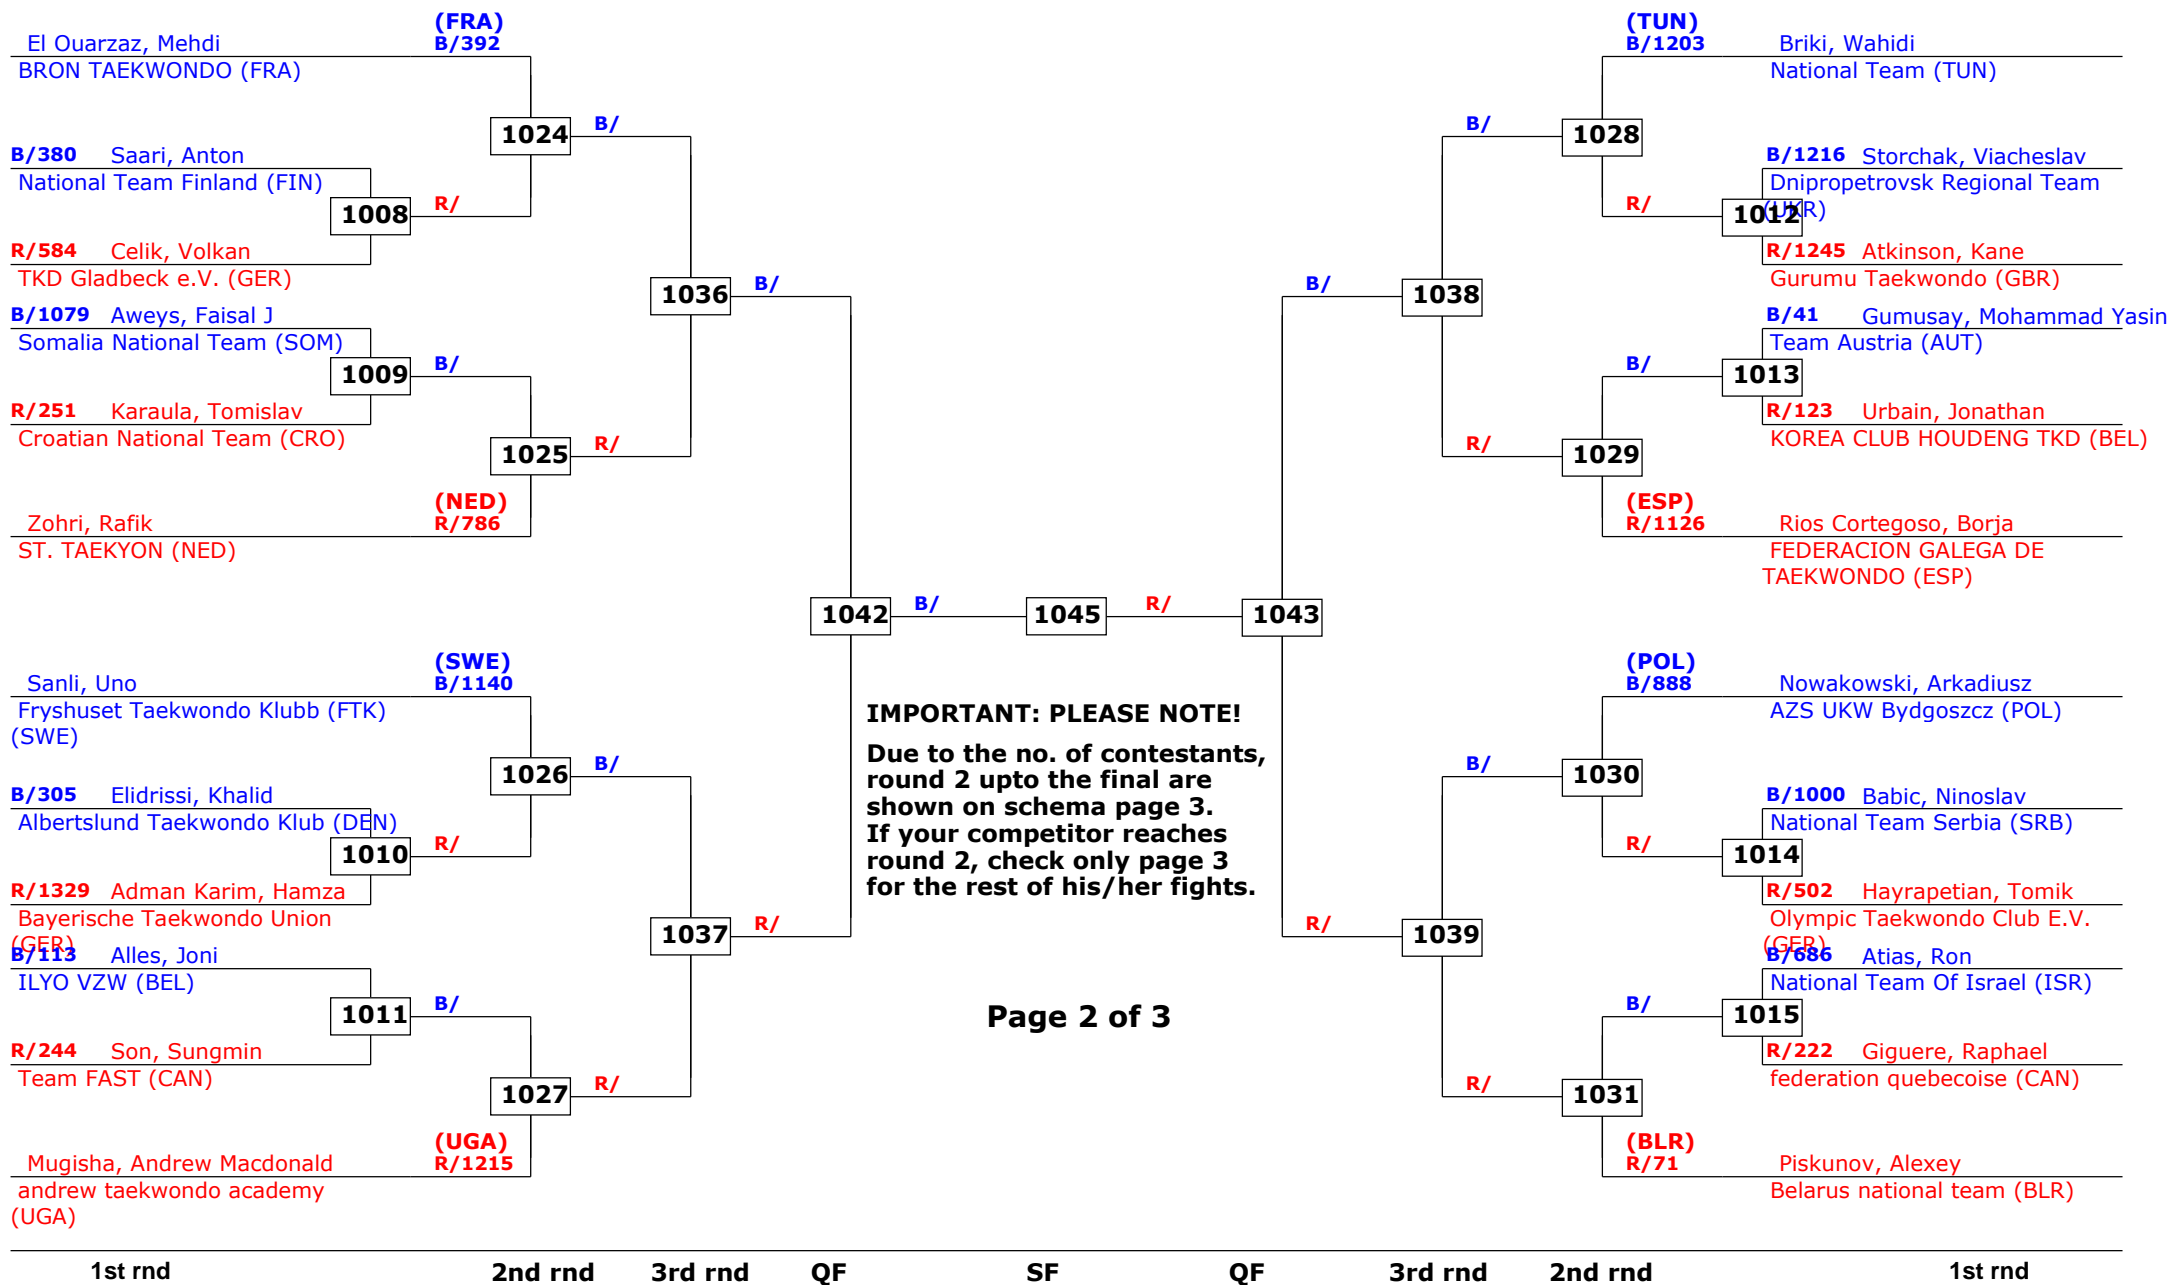 (FRA)
El Ouarzaz, Mehdi B/392
BRON TAEKWONDO (FRA)
1024 B/
B/380 Saari, Anton
National Team Finland (FIN)
1008 R/
R/584 Celik, Volkan
TKD Gladbeck e.V. (GER)
1036 B/
B/1079 Aweys, Faisal J
Somalia National Team (SOM)
1009 B/
R/251 Karaula, Tomislav
Croatian National Team (CRO)
1025 R/
(NED)
Zohri, Rafik R/786
ST. TAEKYON (NED)
1042 B/
(SWE)
Sanli, Uno B/1140
Fryshuset Taekwondo Klubb (FTK)
(SWE)
1026 B/
B/305 Elidrissi, Khalid
Albertslund Taekwondo Klub (DEN)
1010 R/
R/1329 Adman Karim, Hamza
Bayerische Taekwondo Union
(GER)
1037 R/
B/113 Alles, Joni
ILYO VZW (BEL)
1011 B/
R/244 Son, Sungmin
Team FAST (CAN)
1027 R/
(UGA)
Mugisha, Andrew Macdonald R/1215
andrew taekwondo academy
(UGA)
1045
IMPORTANT: PLEASE NOTE!
Due to the no. of contestants,
round 2 upto the final are
shown on schema page 3.
If your competitor reaches
round 2, check only page 3
for the rest of his/her fights.
Page 2 of 3
(TUN)
B/1203 Briki, Wahidi
National Team (TUN)
B/ 1028
B/1216 Storchak, Viacheslav
Dnipropetrovsk Regional Team
(UKR)
R/ 1012
R/1245 Atkinson, Kane
Gurumu Taekwondo (GBR)
B/ 1038
B/41 Gumusay, Mohammad Yasin
Team Austria (AUT)
B/ 1013
R/123 Urbain, Jonathan
KOREA CLUB HOUDENG TKD (BEL)
R/ 1029
(ESP)
R/1126 Rios Cortegoso, Borja
FEDERACION GALEGA DE
TAEKWONDO (ESP)
R/ 1043
(POL)
B/888 Nowakowski, Arkadiusz
AZS UKW Bydgoszcz (POL)
B/ 1030
B/1000 Babic, Ninoslav
National Team Serbia (SRB)
R/ 1014
R/502 Hayrapetian, Tomik
Olympic Taekwondo Club E.V.
(GER)
R/ 1039
B/686 Atias, Ron
National Team Of Israel (ISR)
B/ 1015
R/222 Giguere, Raphael
federation quebecoise (CAN)
R/ 1031
(BLR)
R/71 Piskunov, Alexey
Belarus national team (BLR)
1st rnd 2nd rnd 3rd rnd QF SF QF 3rd rnd 2nd rnd 1st rnd